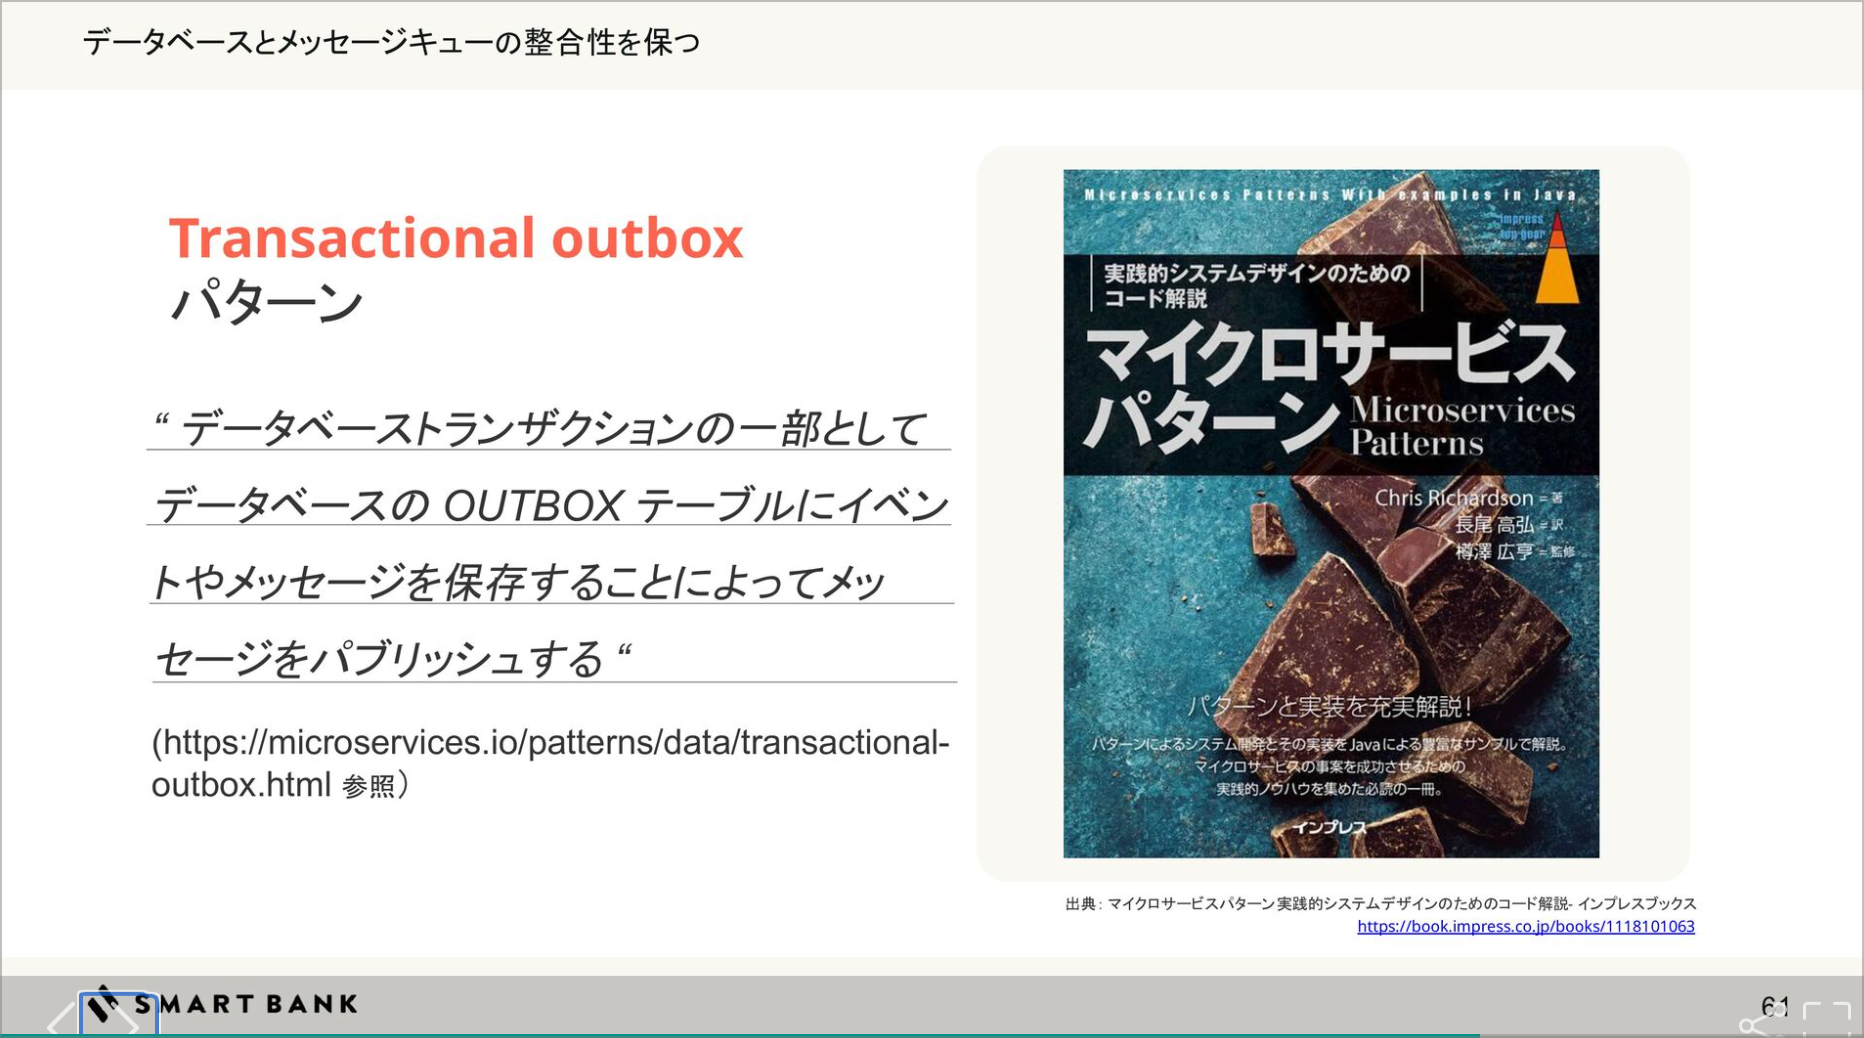 データベースとメッセージキューの整合性を保つ
Transactional outbox
パターン
“ データベーストランザクションの一部として
データベースの OUTBOX テーブルにイベン
トやメッセージを保存することによってメッ
セージをパブリッシュする “
(https://microservices.io/patterns/data/transactional-
outbox.html 参照）
Microservices Patterns With examples in Java
impress
top gear
実践的システムデザインのための
コード解説
マイクロサービス
パターン
Microservices
Patterns
Chris Richardson = 著
長尾 高弘 = 訳
樽澤 広亨 = 監修
パターンと実装を充実解説！
パターンによるシステム開発とその実装をJavaによる豊富なサンプルで解説。
マイクロサービスの事案を成功させるための
実践的ノウハウを集めた必読の一冊。
インプレス
出典： マイクロサービスパターン 実践的システムデザインのためのコード解説- インプレスブックス
https://book.impress.co.jp/books/1118101063
SMART BANK
61